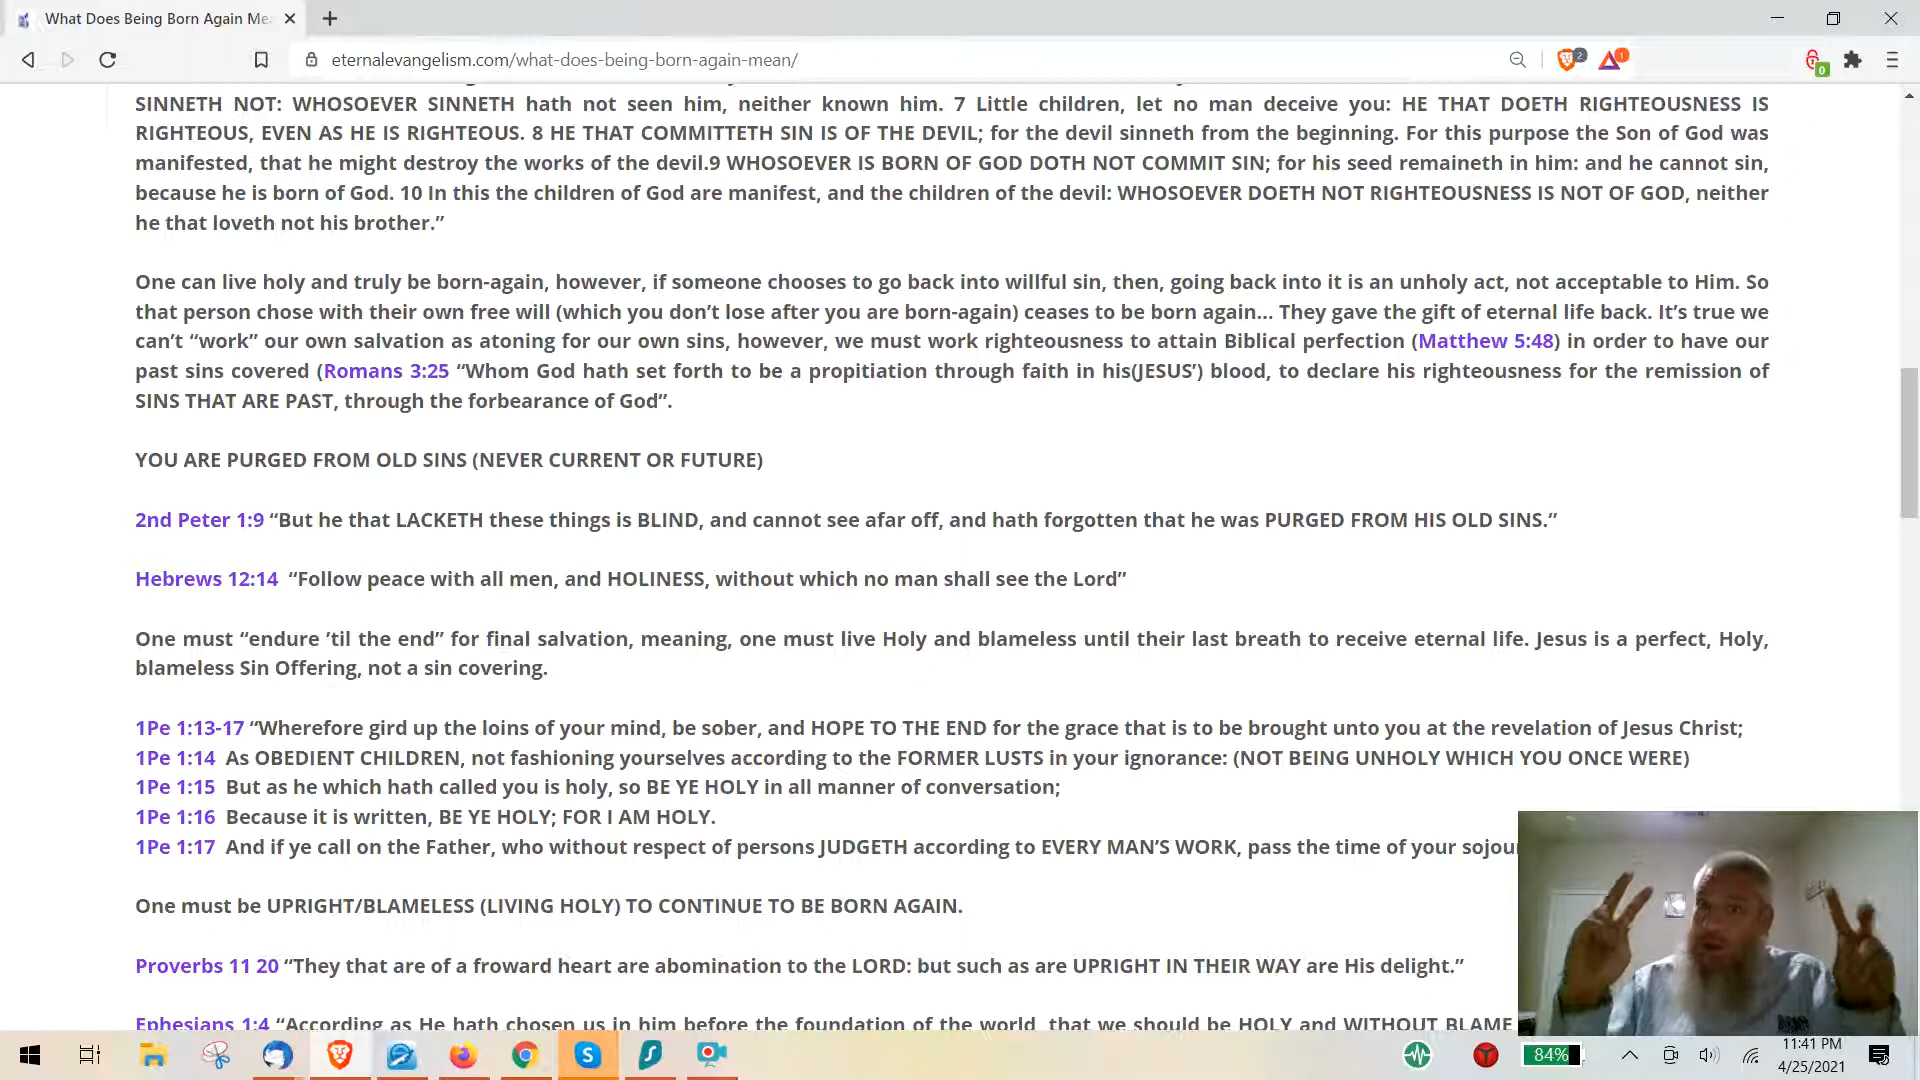 What Does Being Born Again Mea
eternalevangelism.com/what-does-being-born-again-mean/
2
1
0
SINNETH NOT: WHOSOEVER SINNETH hath not seen him, neither known him. 7 Little children, let no man deceive you: HE THAT DOETH RIGHTEOUSNESS IS
RIGHTEOUS, EVEN AS HE IS RIGHTEOUS. 8 HE THAT COMMITTETH SIN IS OF THE DEVIL; for the devil sinneth from the beginning. For this purpose the Son of God was
manifested, that he might destroy the works of the devil.9 WHOSOEVER IS BORN OF GOD DOTH NOT COMMIT SIN; for his seed remaineth in him: and he cannot sin,
because he is born of God. 10 In this the children of God are manifest, and the children of the devil: WHOSOEVER DOETH NOT RIGHTEOUSNESS IS NOT OF GOD, neither
he that loveth not his brother.”
One can live holy and truly be born-again, however, if someone chooses to go back into willful sin, then, going back into it is an unholy act, not acceptable to Him. So
that person chose with their own free will (which you don’t lose after you are born-again) ceases to be born again… They gave the gift of eternal life back. It’s true we
can’t “work” our own salvation as atoning for our own sins, however, we must work righteousness to attain Biblical perfection (Matthew 5:48) in order to have our
past sins covered (Romans 3:25 “Whom God hath set forth to be a propitiation through faith in his(JESUS’) blood, to declare his righteousness for the remission of
SINS THAT ARE PAST, through the forbearance of God”.
YOU ARE PURGED FROM OLD SINS (NEVER CURRENT OR FUTURE)
2nd Peter 1:9 “But he that LACKETH these things is BLIND, and cannot see afar off, and hath forgotten that he was PURGED FROM HIS OLD SINS.”
Hebrews 12:14 “Follow peace with all men, and HOLINESS, without which no man shall see the Lord”
One must “endure ’til the end” for final salvation, meaning, one must live Holy and blameless until their last breath to receive eternal life. Jesus is a perfect, Holy,
blameless Sin Offering, not a sin covering.
1Pe 1:13-17 “Wherefore gird up the loins of your mind, be sober, and HOPE TO THE END for the grace that is to be brought unto you at the revelation of Jesus Christ;
1Pe 1:14 As OBEDIENT CHILDREN, not fashioning yourselves according to the FORMER LUSTS in your ignorance: (NOT BEING UNHOLY WHICH YOU ONCE WERE)
1Pe 1:15 But as he which hath called you is holy, so BE YE HOLY in all manner of conversation;
1Pe 1:16 Because it is written, BE YE HOLY; FOR I AM HOLY.
1Pe 1:17 And if ye call on the Father, who without respect of persons JUDGETH according to EVERY MAN’S WORK, pass the time of your sojour
One must be UPRIGHT/BLAMELESS (LIVING HOLY) TO CONTINUE TO BE BORN AGAIN.
Proverbs 11 20 “They that are of a froward heart are abomination to the LORD: but such as are UPRIGHT IN THEIR WAY are His delight.”
Ephesians 1:4 “According as He hath chosen us in him before the foundation of the world, that we should be HOLY and WITHOUT BLAME
84%
11:41 PM
4/25/2021